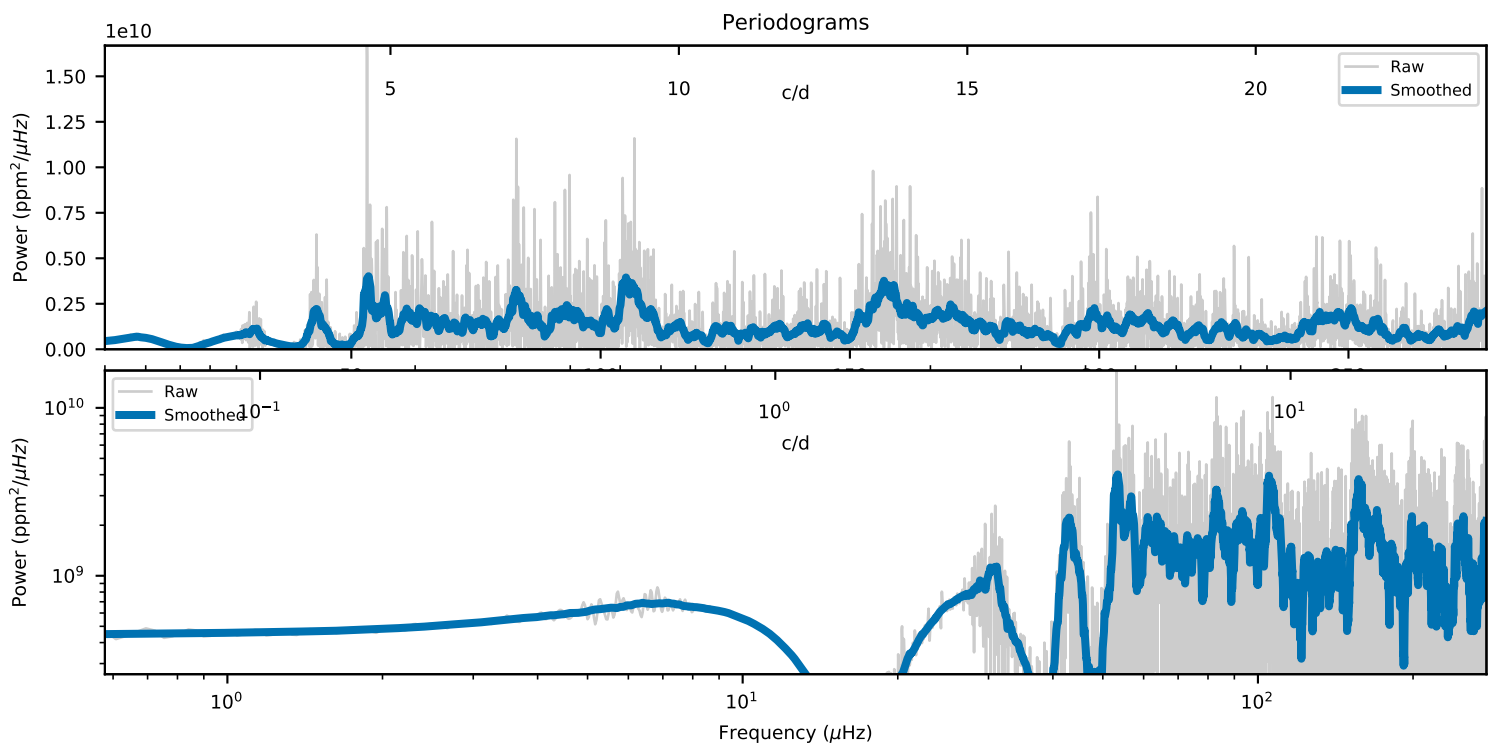 Periodograms
1e10
Power (ppm²/μHz)
1.50
1.25
1.00
0.75
0.50
0.25
0.00
5 10 15 20
c/d
Raw
Smoothed
Power (ppm²/μHz)
10¹⁰
10⁹
Raw
Smoothed
10⁻¹ 10⁰ 10¹
c/d
10⁰ 10¹ 10²
Frequency (μHz)